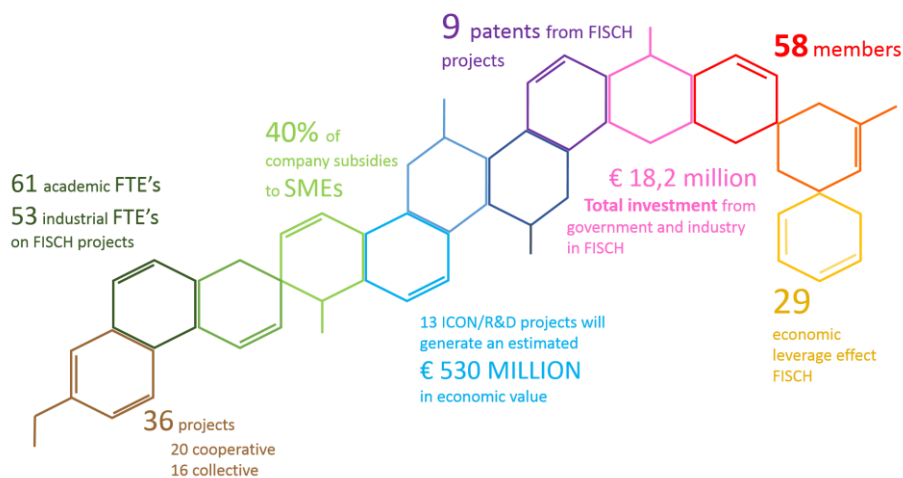 9 patents from FISCH
projects
58 members
40% of
company subsidies
to SMEs
61 academic FTE's
53 industrial FTE's
on FISCH projects
€ 18,2 million
Total investment from
government and industry
in FISCH
29
economic
leverage effect
FISCH
13 ICON/R&D projects will
generate an estimated
€ 530 MILLION
in economic value
36 projects
20 cooperative
16 collective